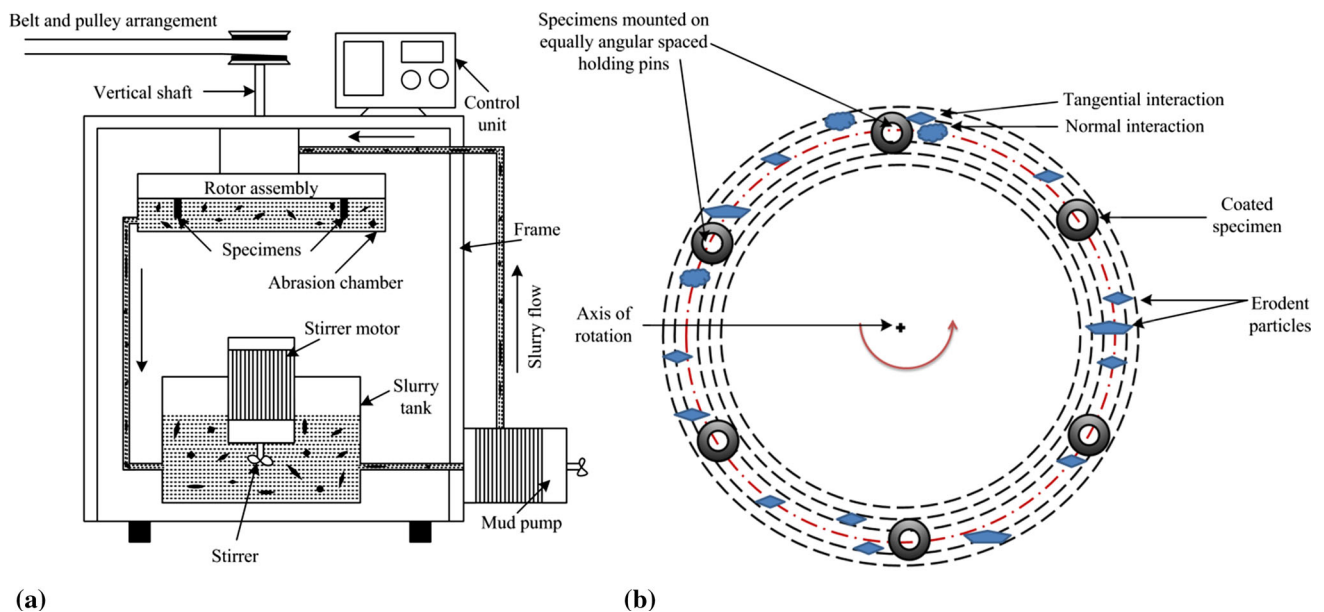 Belt and pulley arrangement
Vertical shaft
Control
unit
Rotor assembly
Specimens
Abrasion chamber
Frame
Stirrer motor
Slurry flow
Slurry
tank
Mud pump
Stirrer
(a)
Specimens mounted on
equally angular spaced
holding pins
Tangential interaction
Normal interaction
Coated
specimen
Axis of
rotation
Erodent
particles
(b)